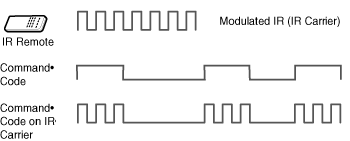 Modulated IR (IR Carrier)
IR Remote
Command•
Code
Command•
Code on IR·
Carrier